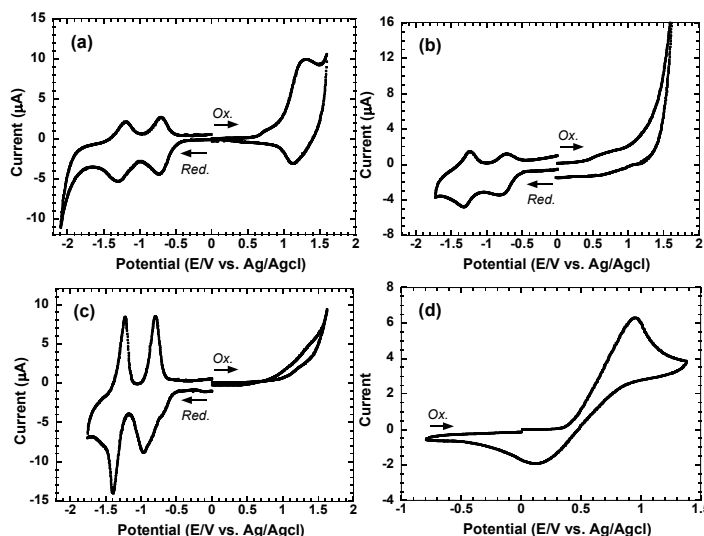 15
10
5
0
-5
-10
Current (µA)
(a)
Ox.
Red.
-2 -1.5 -1 -0.5 0 0.5 1 1.5 2
Potential (E/V vs. Ag/Agcl)
16
12
8
4
0
-4
-8
Current (µA)
(b)
Ox.
Red.
-2 -1.5 -1 -0.5 0 0.5 1 1.5 2
Potential (E/V vs. Ag/Agcl)
10
5
0
-5
-10
-15
Current (µA)
(c)
Ox.
Red.
-2 -1.5 -1 -0.5 0 0.5 1 1.5 2
Potential (E/V vs. Ag/Agcl)
8
6
4
2
0
-2
-4
Current
(d)
Ox.
-1 -0.5 0 0.5 1 1.5
Potential (E/V vs. Ag/Agcl)